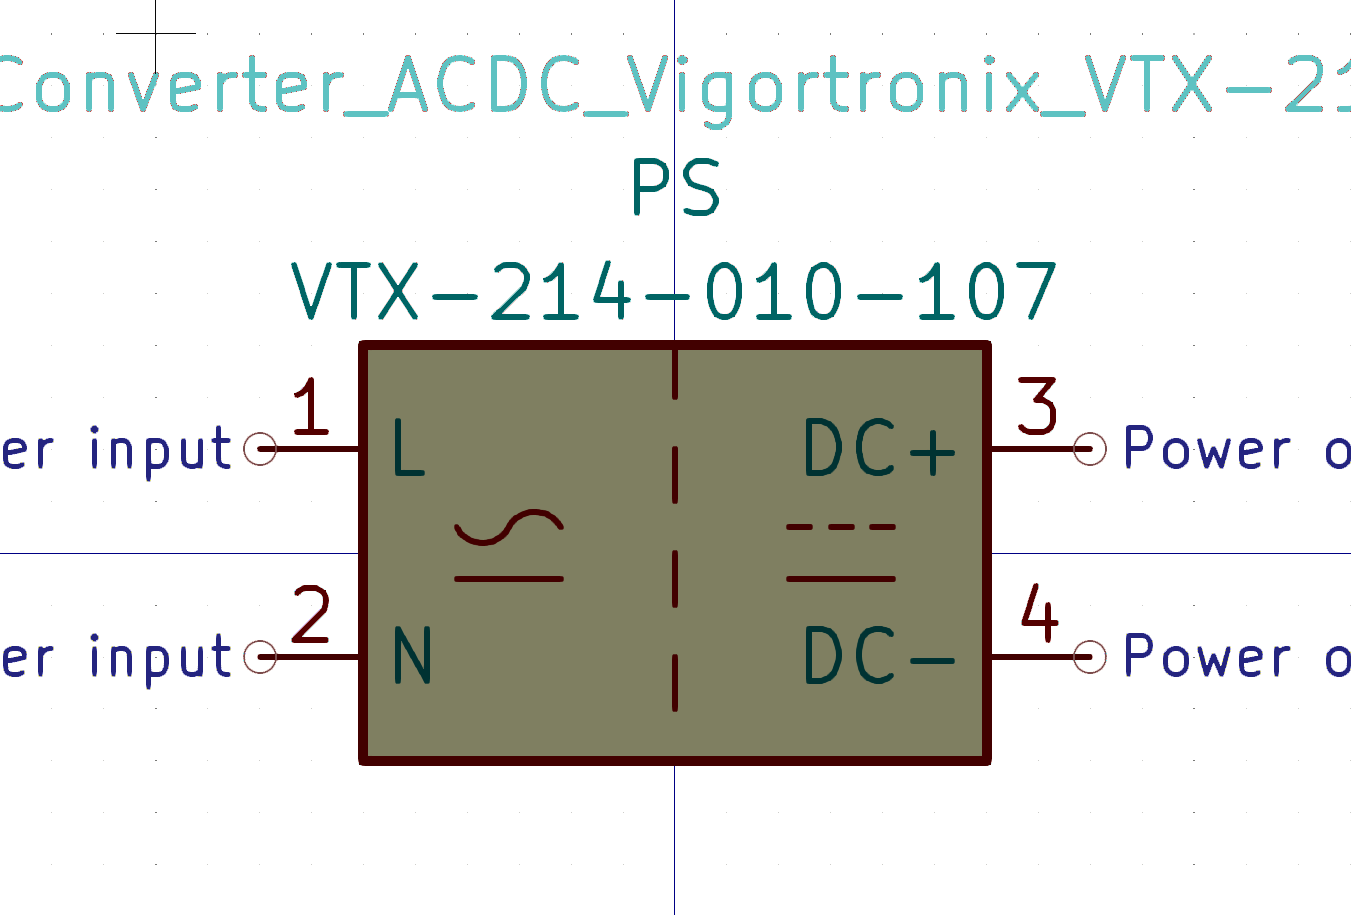 Converter_ACDC_Vigortronix_VTX-21
PS
VTX-214-010-107
1 3
er input L DC+ Power o
2 4
er input N DC- Power o